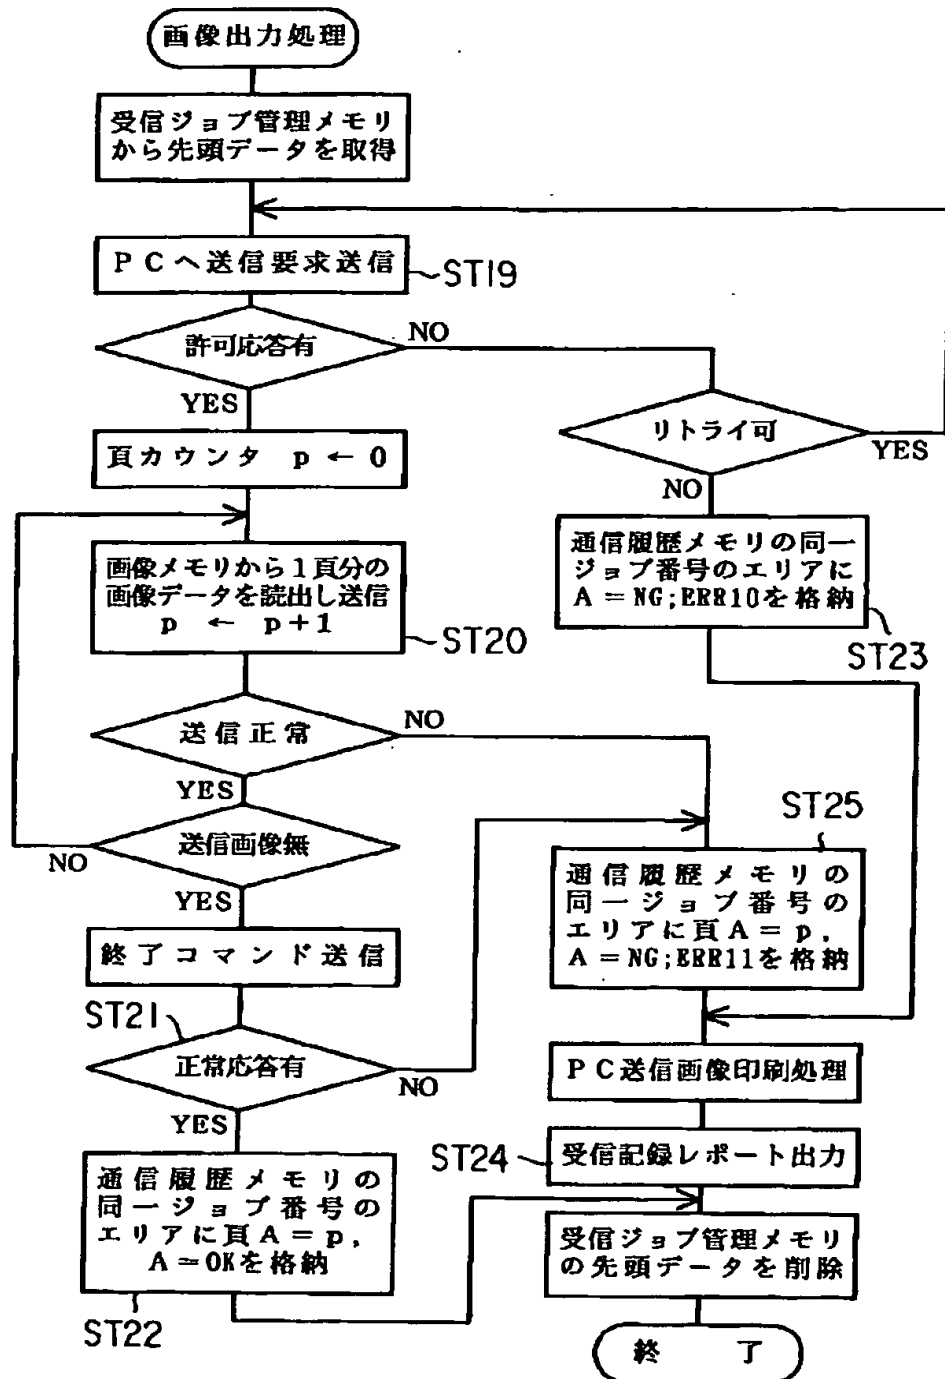 画像出力処理
受信ジョブ管理メモリ
から先頭データを取得
PCへ送信要求送信
ST19
許可応答有
NO
YES
リトライ可
YES
NO
頁カウンタ p ← 0
画像メモリから1頁分の
画像データを読出し送信
p ← p+1
ST20
通信履歴メモリの同一
ジョブ番号のエリアに
A=NG;ERR10を格納
ST23
送信正常
NO
YES
送信画像無
NO
YES
ST25
通信履歴メモリの
同一ジョブ番号の
エリアに頁A=p,
A=NG;ERR11を格納
終了コマンド送信
ST21
正常応答有
NO
YES
PC送信画像印刷処理
ST24
受信記録レポート出力
通信履歴メモリの
同一ジョブ番号の
エリアに頁A=p,
A=OKを格納
ST22
受信ジョブ管理メモリ
の先頭データを削除
終 了